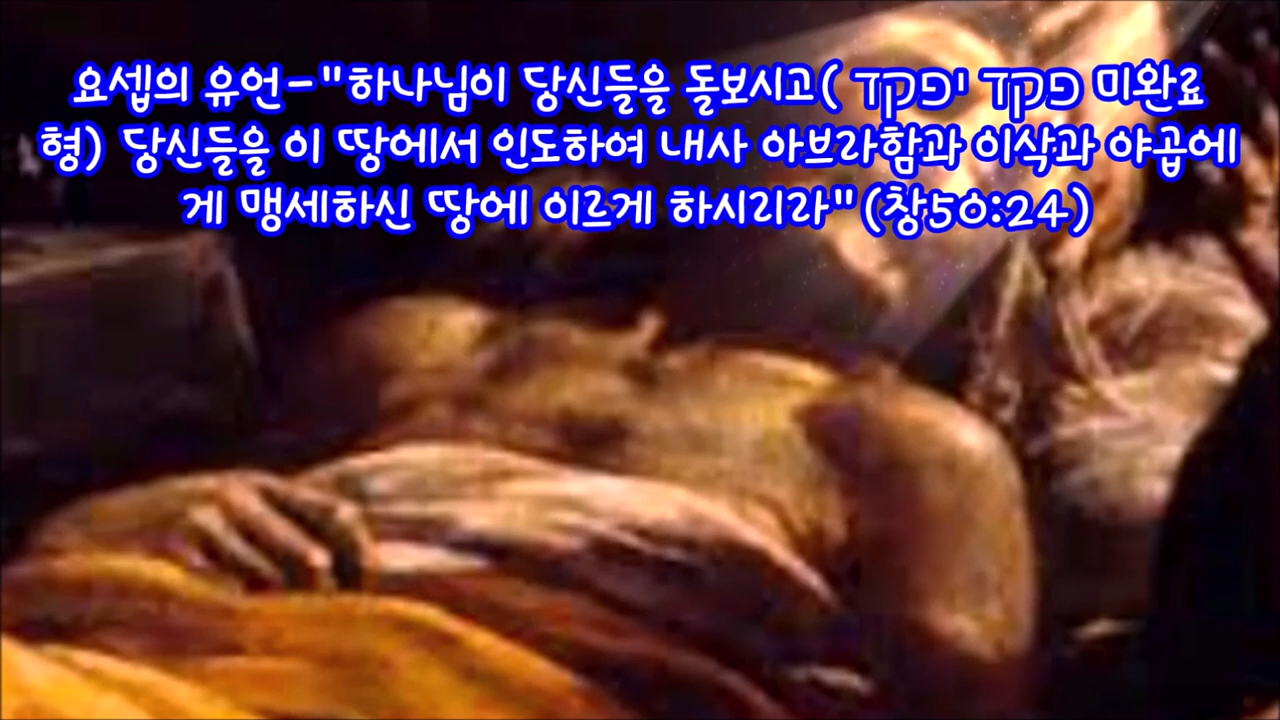 요셉의 유언-"하나님이 당신들을 돌보시고( פקד יפקד 미완료
형) 당신들을 이 땅에서 인도하여 내사 아브라함과 이삭과 야곱에
게 맹세하신 땅에 이르게 하시리라"(창50:24)